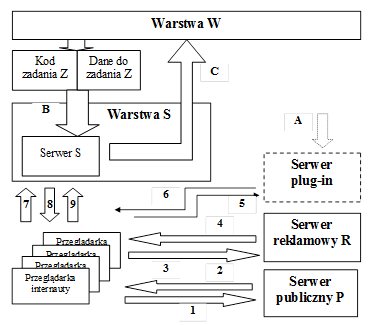 Warstwa W
Kod
zadania Z
Dane do
zadania Z
C
B
Warstwa S
A
Serwer S
Serwer
plug-in
6
7
8
9
5
4
Serwer
reklamowy R
Przeglądarka
Przeglądarka
Przeglądarka
Przeglądarka
internauty
3
2
Serwer
publiczny P
1